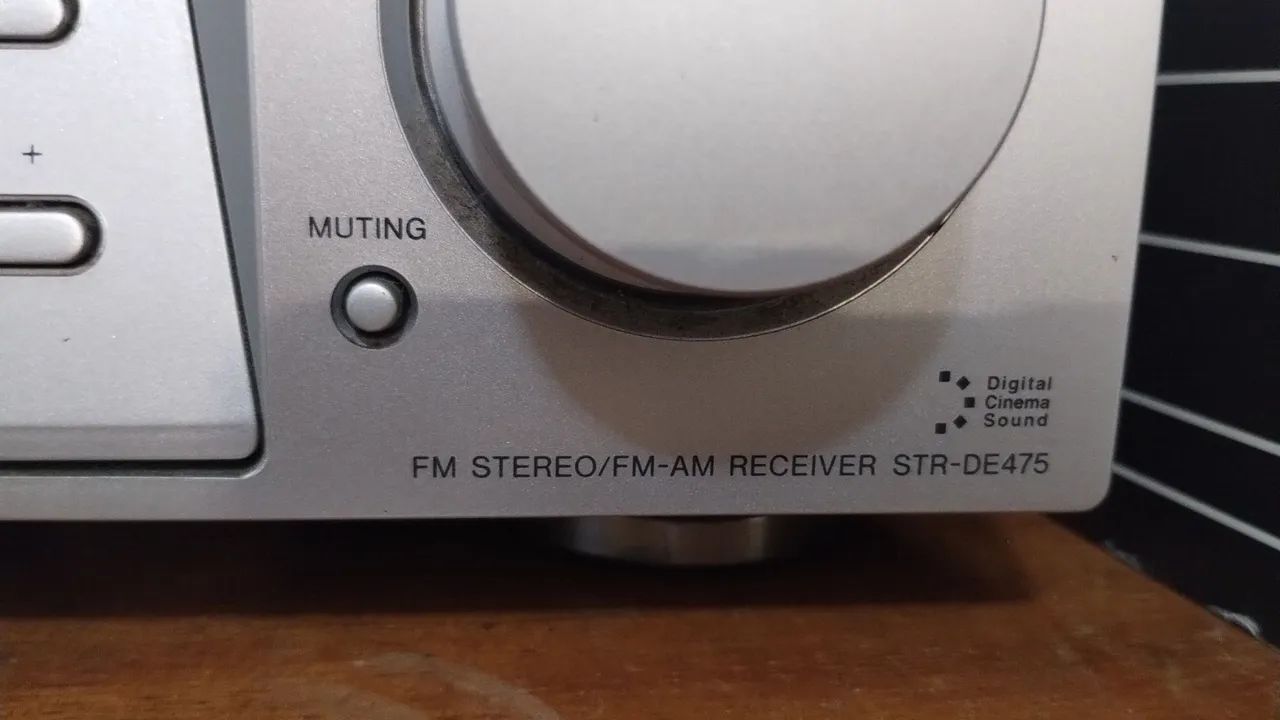 +
MUTING
Digital
Cinema
Sound
FM STEREO/FM-AM RECEIVER STR-DE475